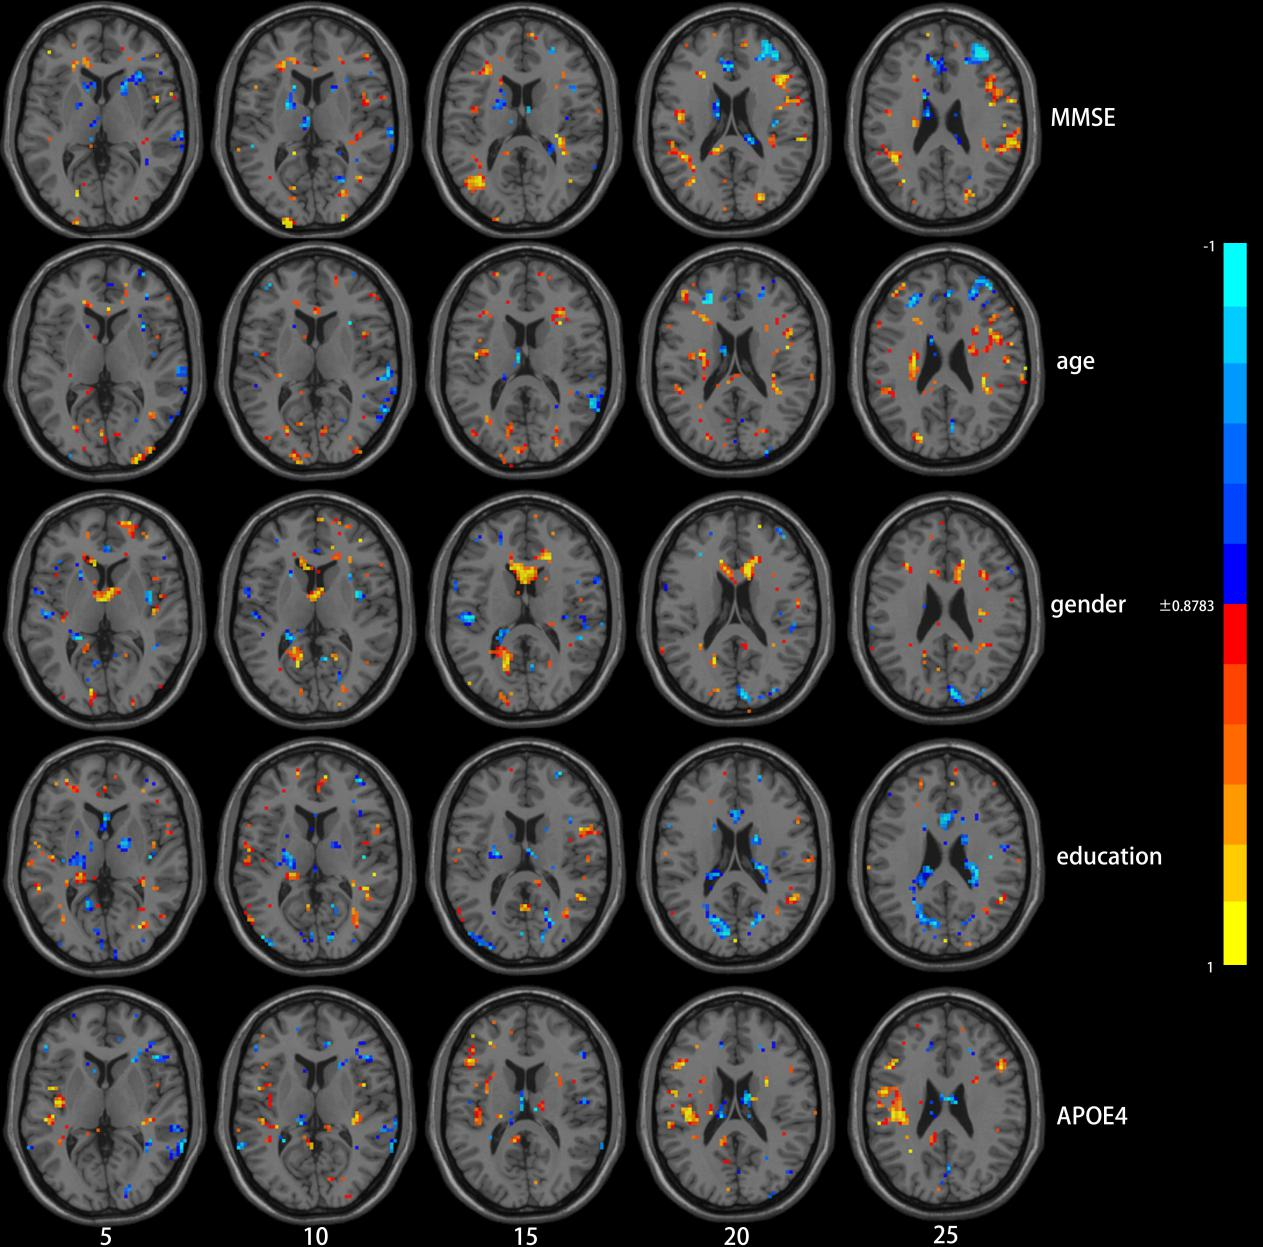 MMSE
-1
age
gender
±0.8783
education
1
APOE4
5 10 15 20 25